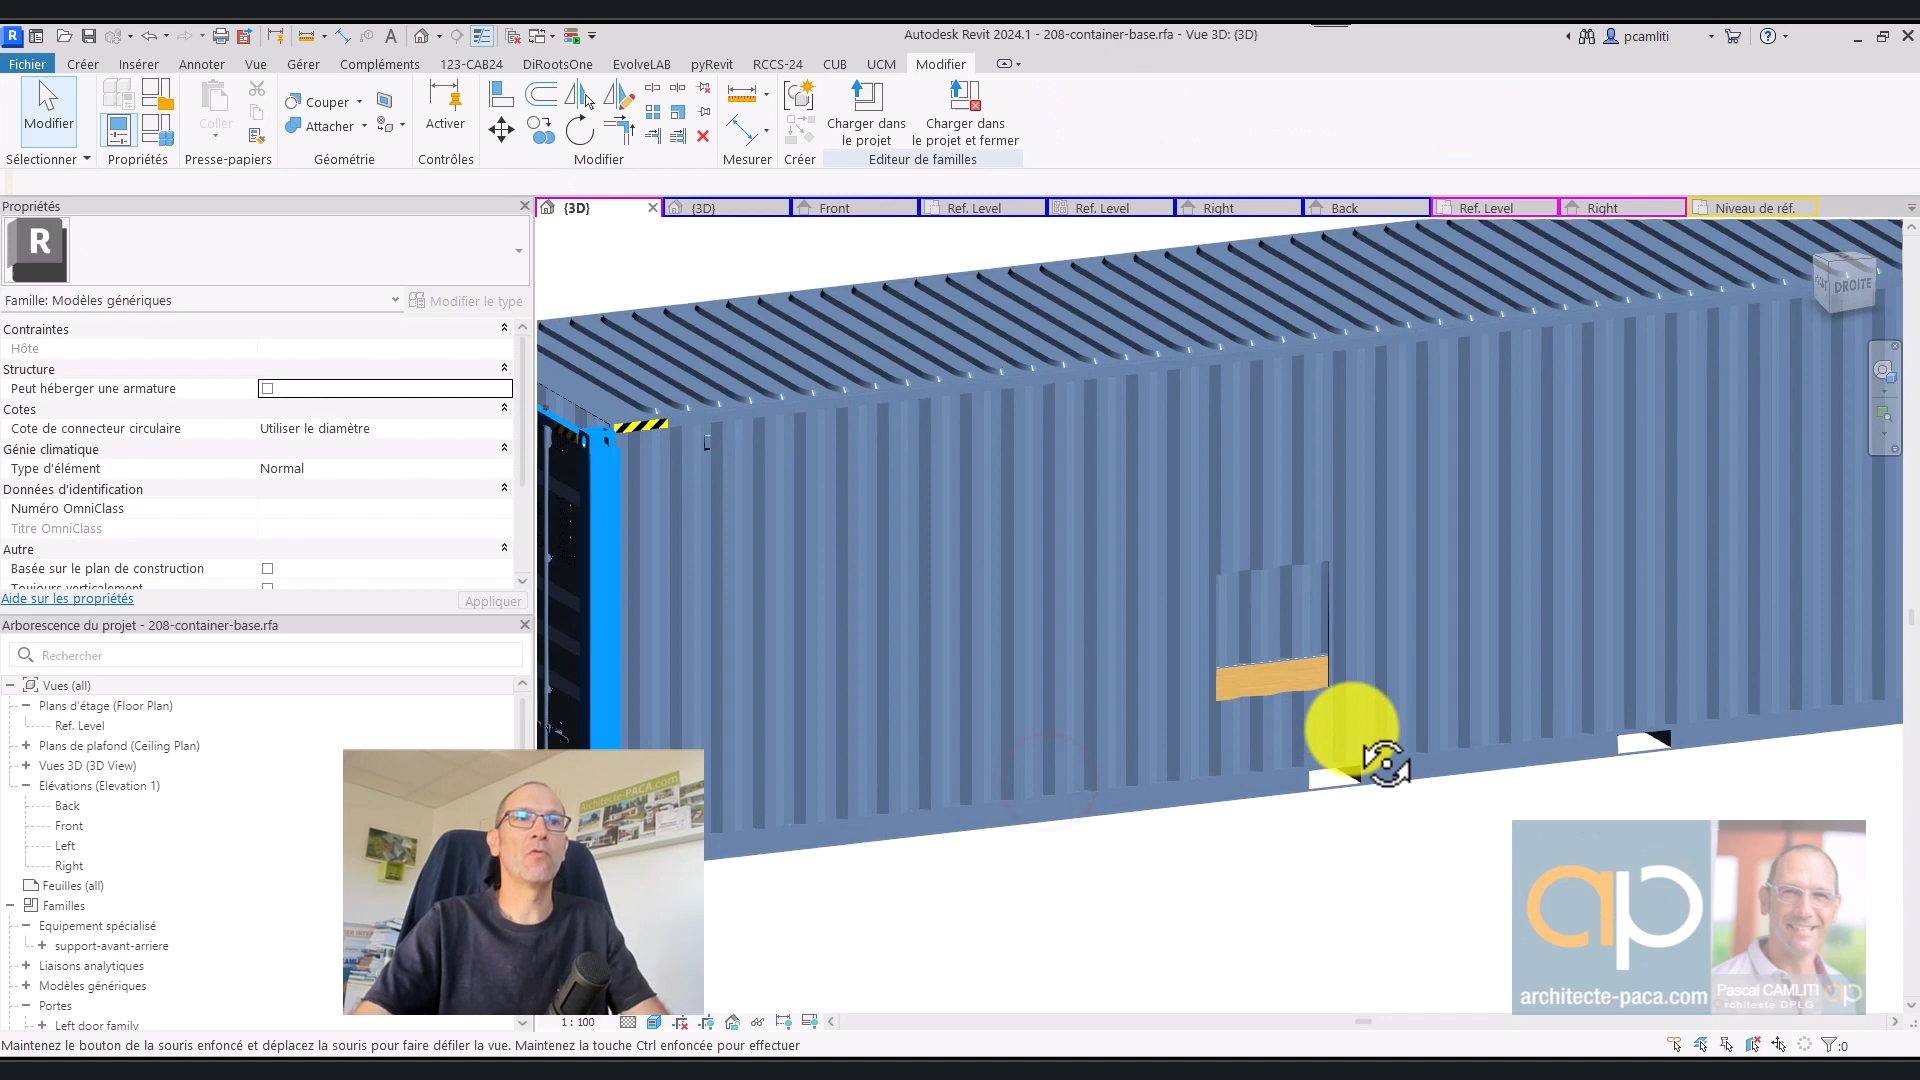 Autodesk Revit 2024.1 - 208-container-base.rfa - Vue 3D: {3D}
pcamliti
Fichier Créer Insérer Annoter Vue Gérer Compléments 123-CAB24 DiRootsOne EvolveLAB pyRevit RCCS-24 CUB UCM Modifier
Modifier
Coller
Couper
Attacher
Activer
Charger dans
le projet
Charger dans
le projet et fermer
Sélectionner Propriétés Presse-papiers Géométrie Contrôles Modifier Mesurer Créer Editeur de familles
Propriétés
{3D} {3D} Front Ref. Level Ref. Level Right Back Ref. Level Right Niveau de réf.
R
Famille: Modèles génériques
Modifier le type
Contraintes
Hôte
Structure
Peut héberger une armature
Cotes
Cote de connecteur circulaire Utiliser le diamètre
Génie climatique
Type d'élément Normal
Données d'identification
Numéro OmniClass
Titre OmniClass
Autre
Basée sur le plan de construction
Toujours verticalement
Aide sur les propriétés
Appliquer
DROITE
Arborescence du projet - 208-container-base.rfa
Rechercher
Vues (all)
Plans d'étage (Floor Plan)
Ref. Level
Plans de plafond (Ceiling Plan)
Vues 3D (3D View)
Elévations (Elevation 1)
Back
Front
Left
Right
Feuilles (all)
Familles
Equipement spécialisé
support-avant-arriere
Liaisons analytiques
Modèles génériques
Portes
Left door family
Architecte-PACA.com
ap
architecte-paca.com
Pascal CAMLITI
architecte DPLG
1 : 100
Maintenez le bouton de la souris enfoncé et déplacez la souris pour faire défiler la vue. Maintenez la touche Ctrl enfoncée pour effectuer
:0